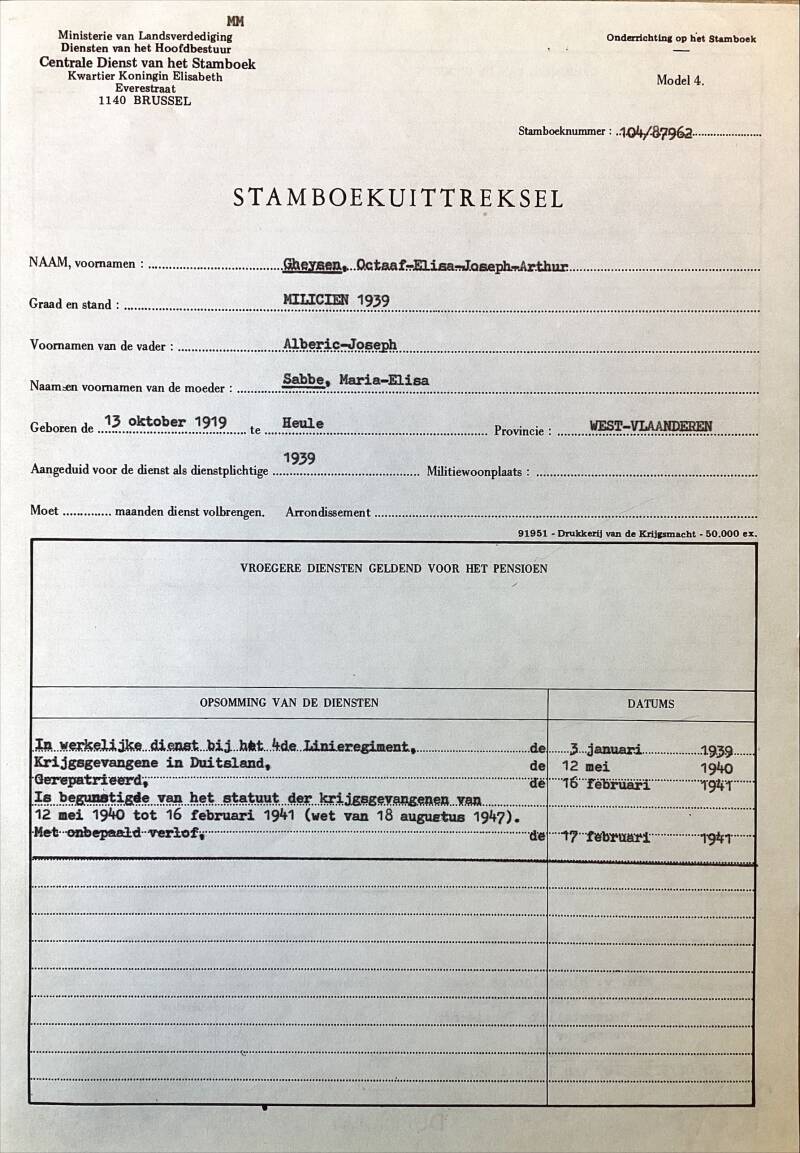 MM
Ministerie van Landsverdediging
Diensten van het Hoofdbestuur
Centrale Dienst van het Stamboek
Kwartier Koningin Elisabeth
Everestraat
1140 BRUSSEL
Onderrichting op het Stamboek
Model 4.
Stamboeknummer : 104/87962
STAMBOEKUITTREKSEL
NAAM, voornamen : Gheysen, Octaaf-Elisa-Joseph-Arthur
Graad en stand : MILICIEN 1939
Voornamen van de vader : Alberic-Joseph
Naam en voornamen van de moeder : Sabbe, Maria-Elisa
Geboren de 13 oktober 1919 te Heule Provincie : WEST-VLAANDEREN
Aangeduid voor de dienst als dienstplichtige 1939 Militiewoonplaats :
Moet maanden dienst volbrengen. Arrondissement
91951 - Drukkerij van de Krijgsmacht - 50.000 ex.
VROEGERE DIENSTEN GELDEND VOOR HET PENSIOEN
OPSOMMING VAN DE DIENSTEN DATUMS
In werkelijke dienst bij het 4de Linieregiment, de 3 januari 1939
Krijgsgevangene in Duitsland, de 12 mei 1940
Gerepatrieerd, de 16 februari 1941
Is begunstigde van het statuut der krijgsgevangenen van
12 mei 1940 tot 16 februari 1941 (wet van 18 augustus 1947).
Met onbepaald verlof, de 17 februari 1941